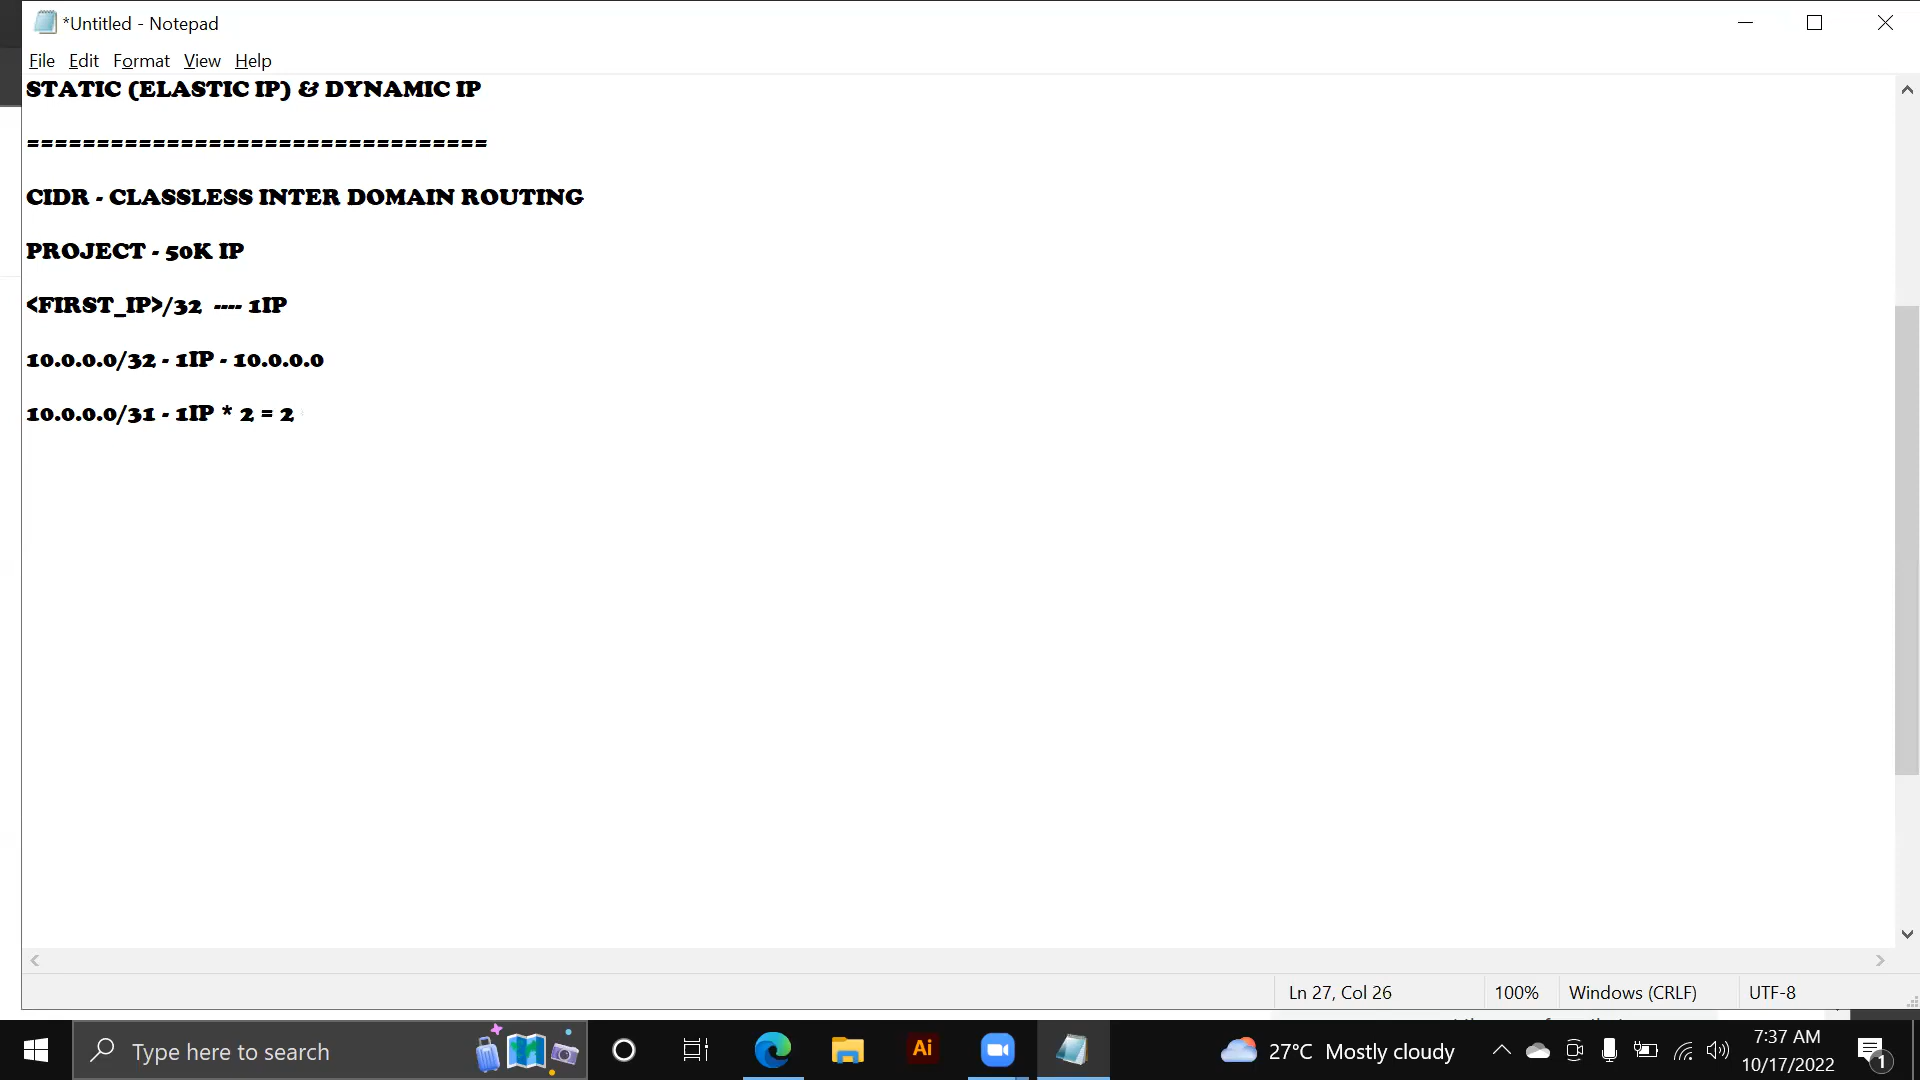 *Untitled - Notepad
File Edit Format View Help
STATIC (ELASTIC IP) & DYNAMIC IP
=================================
CIDR - CLASSLESS INTER DOMAIN ROUTING
PROJECT - 50K IP
<FIRST_IP>/32  ---- 1IP
10.0.0.0/32 - 1IP - 10.0.0.0
10.0.0.0/31 - 1IP * 2 = 2
Ln 27, Col 26 100% Windows (CRLF) UTF-8
Type here to search
Ai
27°C Mostly cloudy
7:37 AM
10/17/2022
1